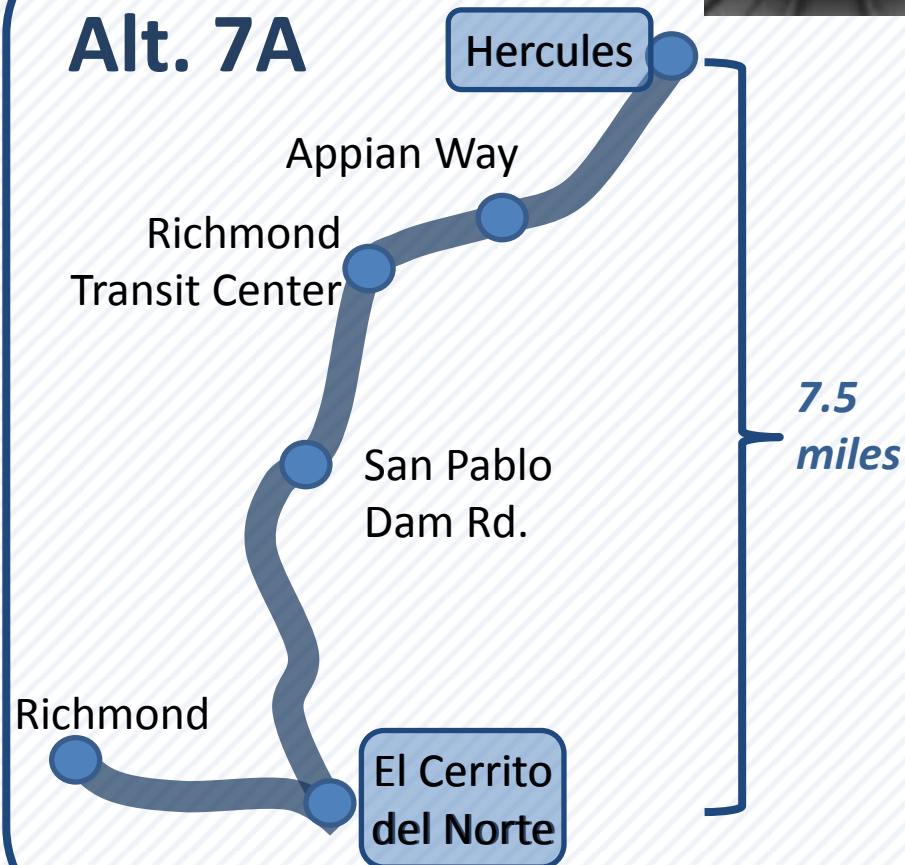 Alt. 7A
Hercules
Appian Way
Richmond
Transit Center
7.5
miles
San Pablo
Dam Rd.
Richmond
El Cerrito
del Norte